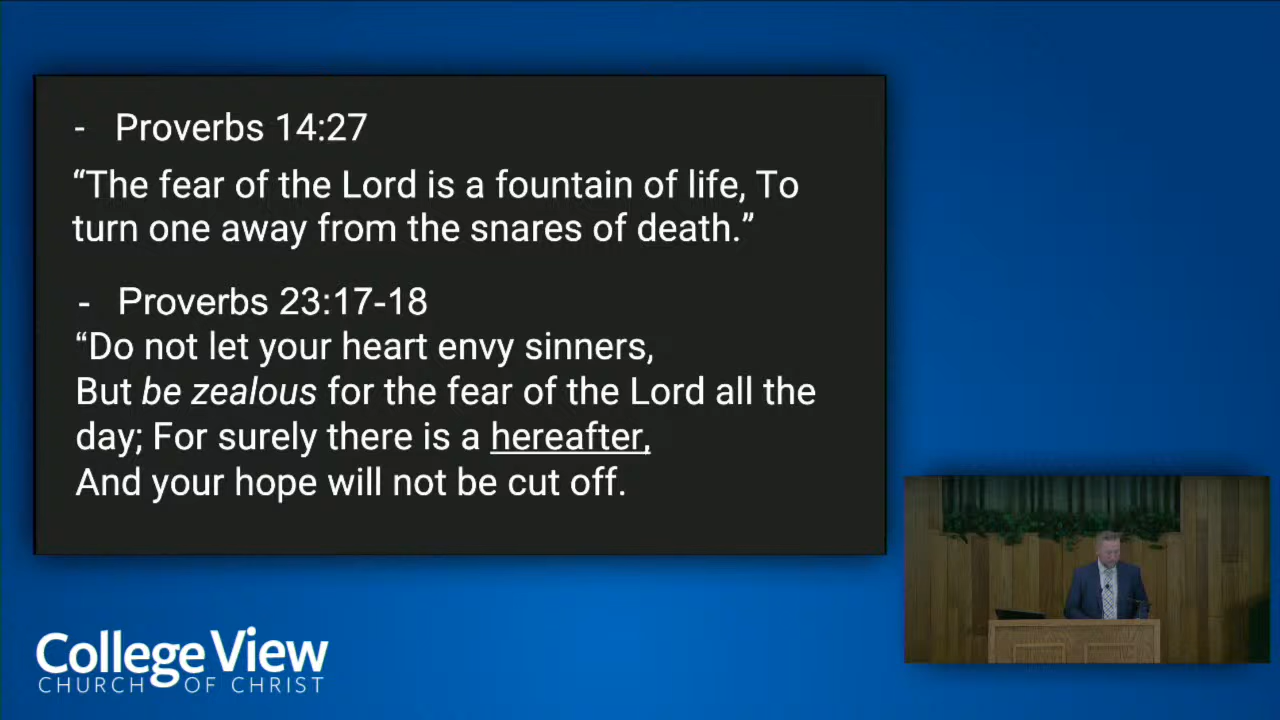 - Proverbs 14:27
“The fear of the Lord is a fountain of life, To
turn one away from the snares of death.”
- Proverbs 23:17-18
“Do not let your heart envy sinners,
But be zealous for the fear of the Lord all the
day; For surely there is a hereafter,
And your hope will not be cut off.
College View
CHURCH OF CHRIST